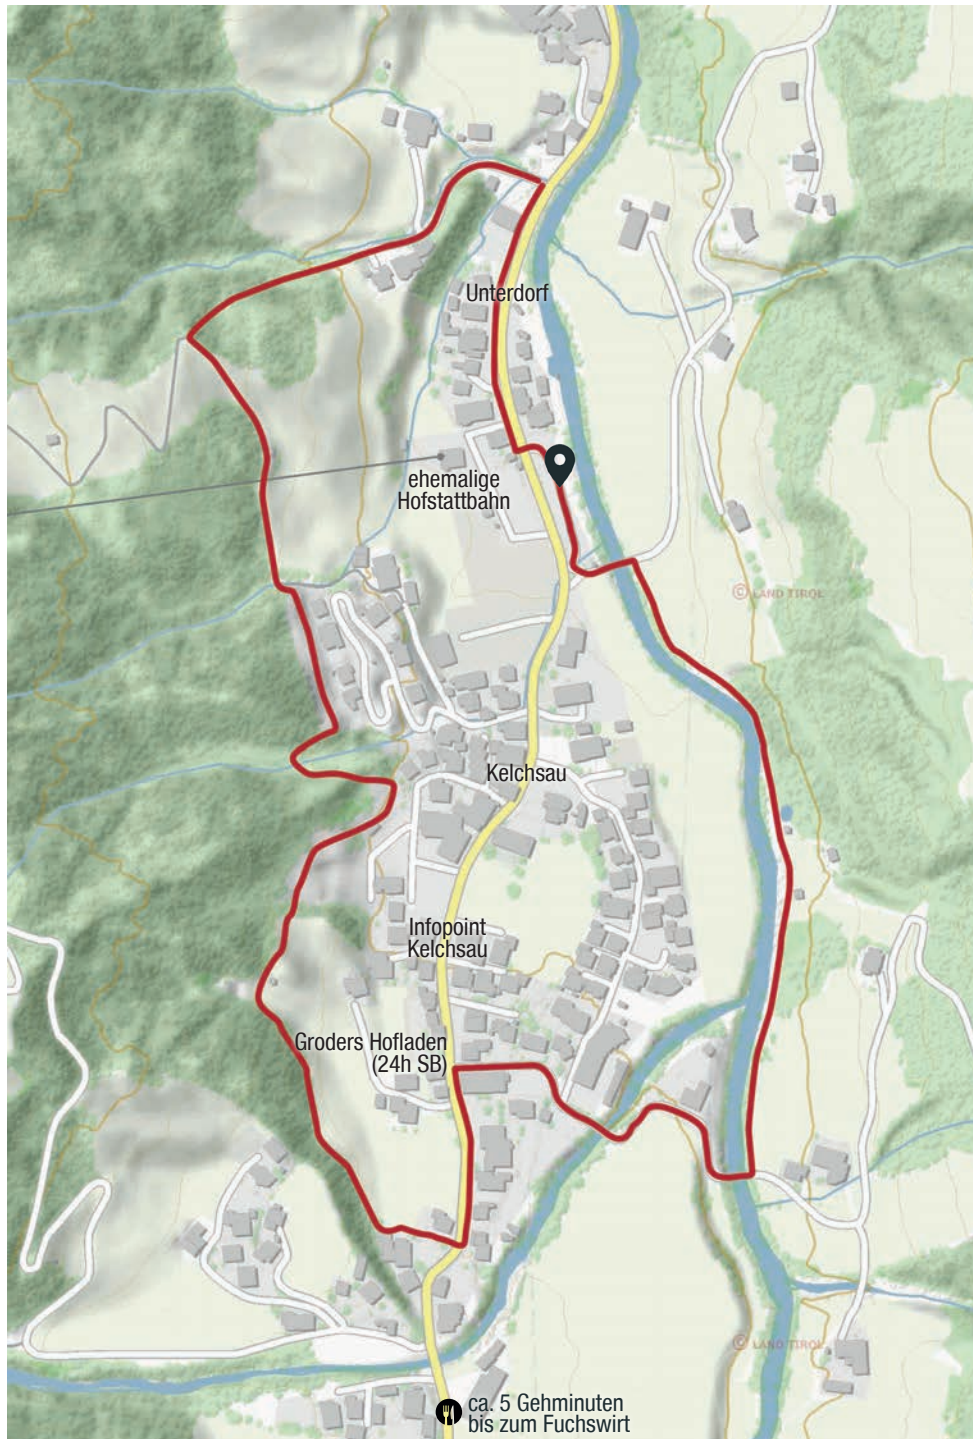 Unterdorf
ehemalige
Hofstattbahn
© LAND TIROL
Kelchsau
Infopoint
Kelchsau
Groders Hofladen
(24h SB)
© LAND TIROL
ca. 5 Gehminuten
bis zum Fuchswirt